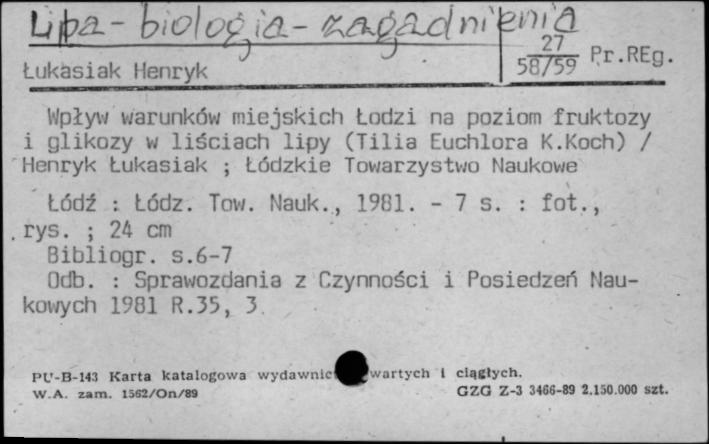 Lipa - biologia - zagadnienia
27
58/59 Pr.REg.
Łukasiak Henryk
Wpływ warunków miejskich Łodzi na poziom fruktozy
i glikozy w liściach lipy (Tilia Euchlora K.Koch) /
Henryk Łukasiak ; Łódzkie Towarzystwo Naukowe
Łódź : Łódz. Tow. Nauk., 1981. - 7 s. : fot.,
rys. ; 24 cm
Bibliogr. s.6-7
Odb. : Sprawozdania z Czynności i Posiedzeń Nau-
kowych 1981 R.35, 3
PU-B-143 Karta katalogowa wydawnic wartych i ciągłych.
W.A. zam. 1562/On/89 GZG Z-3 3466-89 2.150.000 szt.